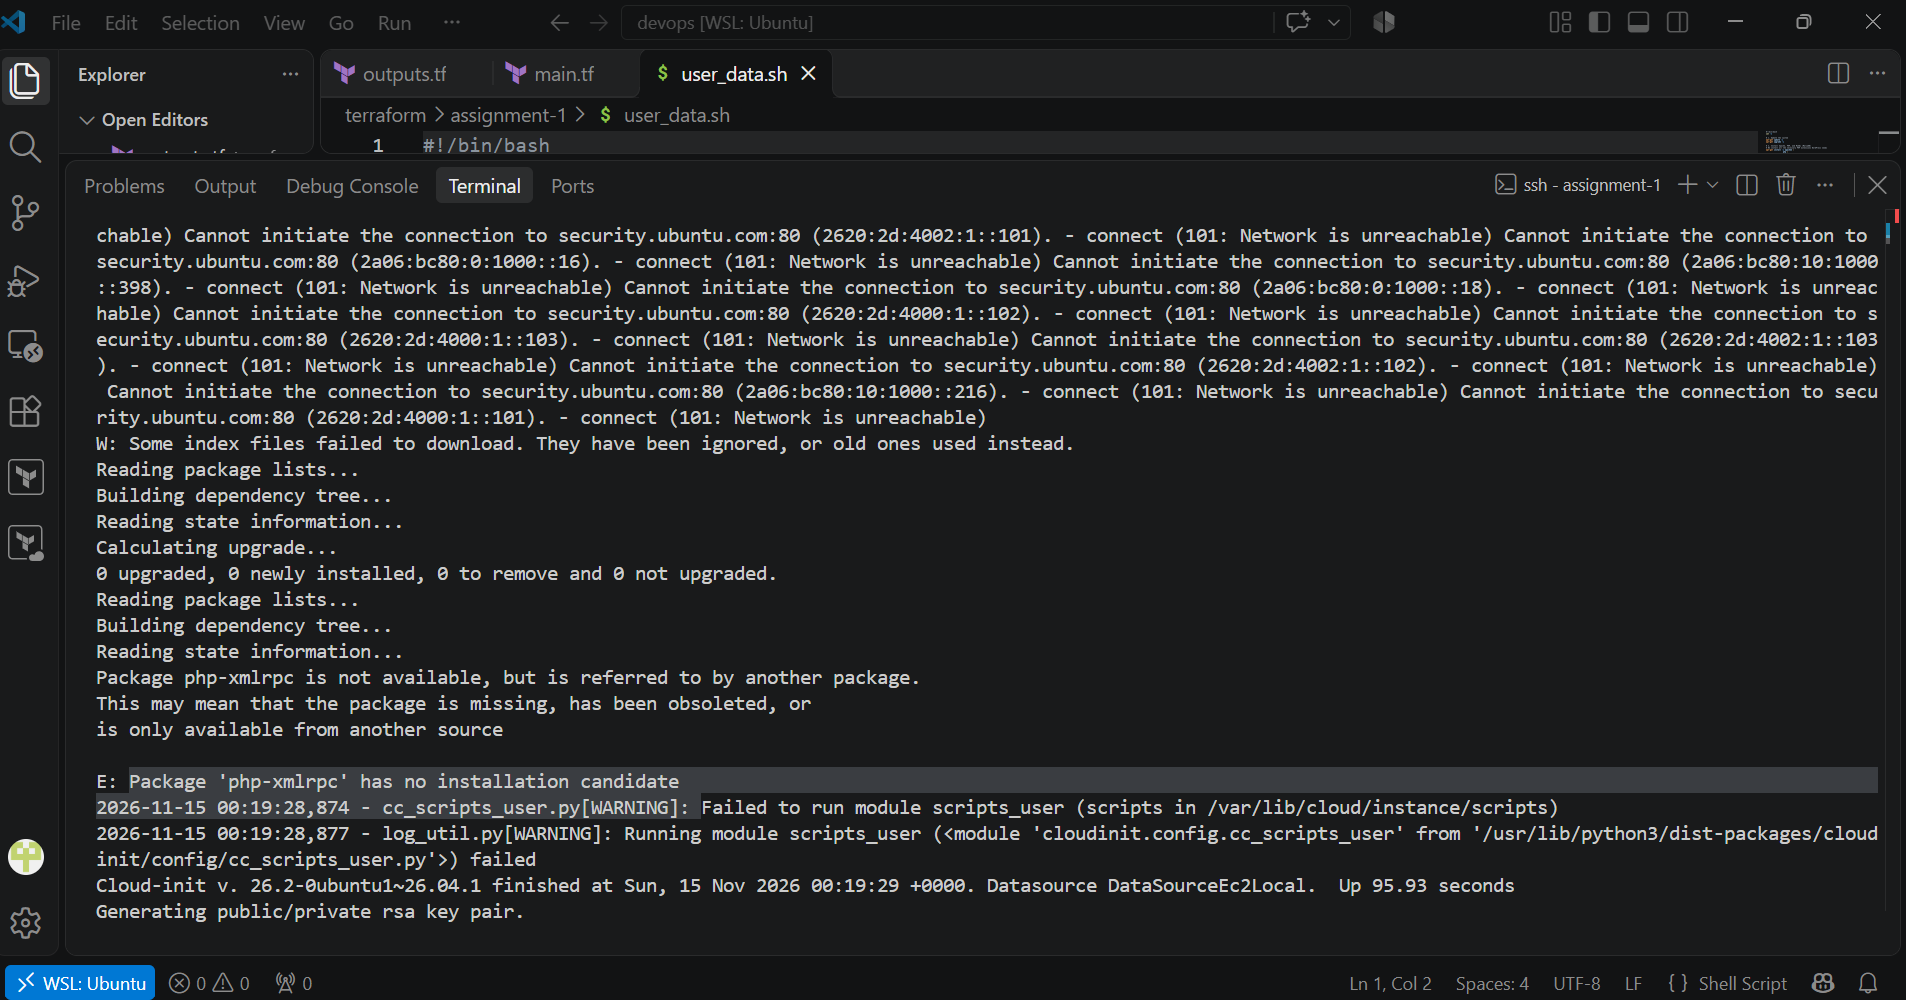 File Edit Selection View Go Run ···
devops [WSL: Ubuntu]
Explorer ···
outputs.tf
main.tf
$ user_data.sh
Open Editors
terraform > assignment-1 > $ user_data.sh
1 #!/bin/bash
Problems Output Debug Console Terminal Ports
ssh - assignment-1
chable) Cannot initiate the connection to security.ubuntu.com:80 (2620:2d:4002:1::101). - connect (101: Network is unreachable) Cannot initiate the connection to
security.ubuntu.com:80 (2a06:bc80:0:1000::16). - connect (101: Network is unreachable) Cannot initiate the connection to security.ubuntu.com:80 (2a06:bc80:10:1000
::398). - connect (101: Network is unreachable) Cannot initiate the connection to security.ubuntu.com:80 (2a06:bc80:0:1000::18). - connect (101: Network is unreac
hable) Cannot initiate the connection to security.ubuntu.com:80 (2620:2d:4000:1::102). - connect (101: Network is unreachable) Cannot initiate the connection to s
ecurity.ubuntu.com:80 (2620:2d:4000:1::103). - connect (101: Network is unreachable) Cannot initiate the connection to security.ubuntu.com:80 (2620:2d:4002:1::103
). - connect (101: Network is unreachable) Cannot initiate the connection to security.ubuntu.com:80 (2620:2d:4002:1::102). - connect (101: Network is unreachable)
Cannot initiate the connection to security.ubuntu.com:80 (2a06:bc80:10:1000::216). - connect (101: Network is unreachable) Cannot initiate the connection to secu
rity.ubuntu.com:80 (2620:2d:4000:1::101). - connect (101: Network is unreachable)
W: Some index files failed to download. They have been ignored, or old ones used instead.
Reading package lists...
Building dependency tree...
Reading state information...
Calculating upgrade...
0 upgraded, 0 newly installed, 0 to remove and 0 not upgraded.
Reading package lists...
Building dependency tree...
Reading state information...
Package php-xmlrpc is not available, but is referred to by another package.
This may mean that the package is missing, has been obsoleted, or
is only available from another source
E: Package 'php-xmlrpc' has no installation candidate
2026-11-15 00:19:28,874 - cc_scripts_user.py[WARNING]: Failed to run module scripts_user (scripts in /var/lib/cloud/instance/scripts)
2026-11-15 00:19:28,877 - log_util.py[WARNING]: Running module scripts_user (<module 'cloudinit.config.cc_scripts_user' from '/usr/lib/python3/dist-packages/cloud
init/config/cc_scripts_user.py'>) failed
Cloud-init v. 26.2-0ubuntu1~26.04.1 finished at Sun, 15 Nov 2026 00:19:29 +0000. Datasource DataSourceEc2Local.  Up 95.93 seconds
Generating public/private rsa key pair.
WSL: Ubuntu 0 0 0 Ln 1, Col 2 Spaces: 4 UTF-8 LF { } Shell Script